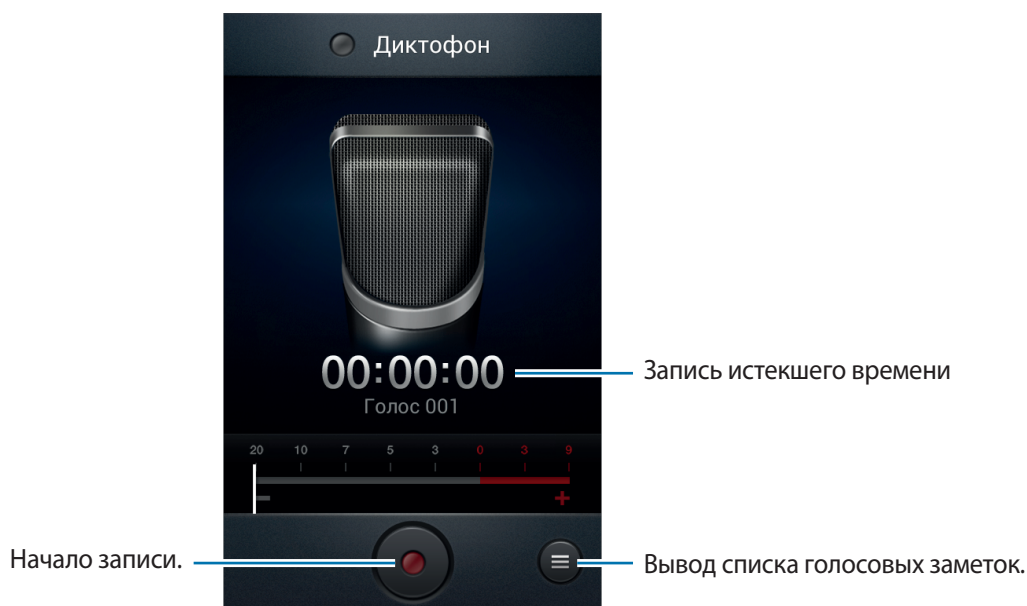 Диктофон
00:00:00
Запись истекшего времени
Голос 001
20 10 7 5 3 0 3 9
− +
Начало записи.
Вывод списка голосовых заметок.